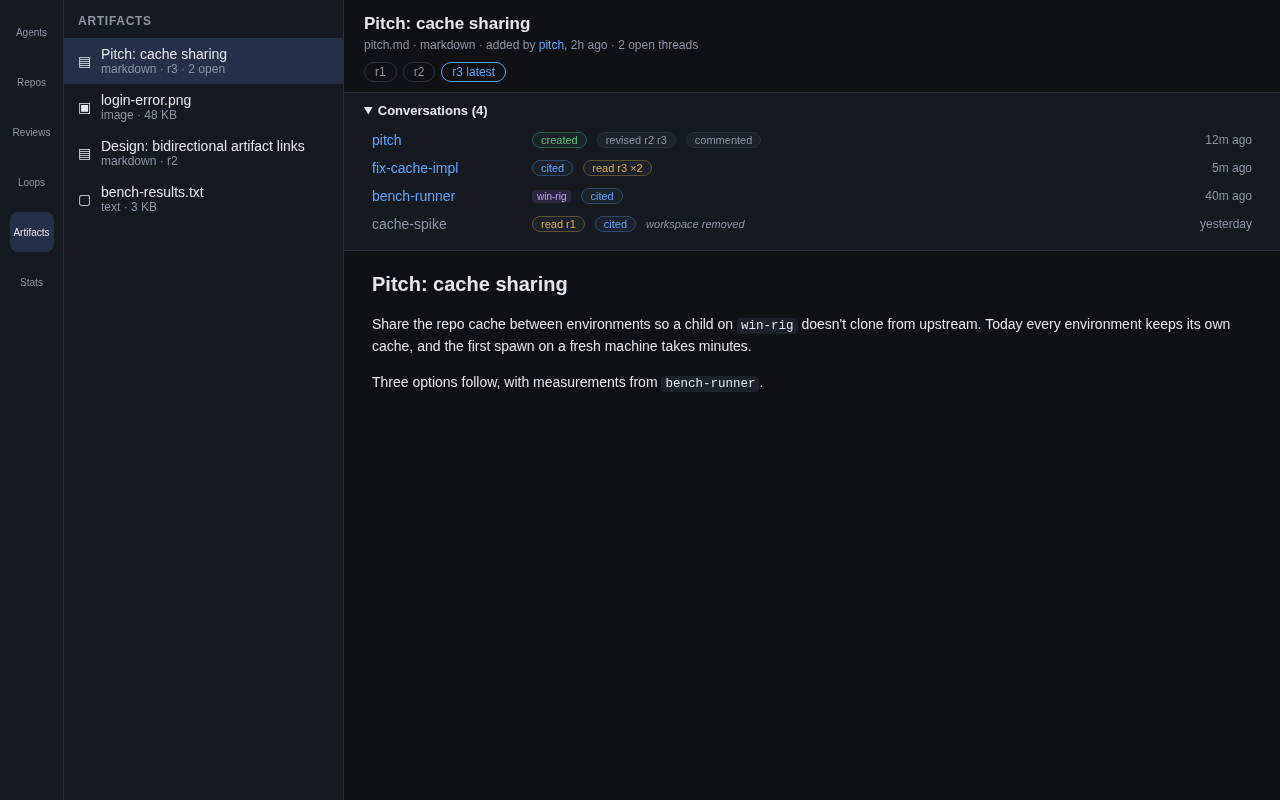 Agents
Repos
Reviews
Loops
Artifacts
Stats
ARTIFACTS
Pitch: cache sharing
markdown · r3 · 2 open
login-error.png
image · 48 KB
Design: bidirectional artifact links
markdown · r2
bench-results.txt
text · 3 KB
Pitch: cache sharing
pitch.md · markdown · added by pitch, 2h ago · 2 open threads
r1 r2 r3 latest
Conversations (4)
pitch created revised r2 r3 commented 12m ago
fix-cache-impl cited read r3 ×2 5m ago
bench-runner win-rig cited 40m ago
cache-spike read r1 cited workspace removed yesterday
Pitch: cache sharing
Share the repo cache between environments so a child on win-rig doesn't clone from upstream. Today every environment keeps its own
cache, and the first spawn on a fresh machine takes minutes.
Three options follow, with measurements from bench-runner.